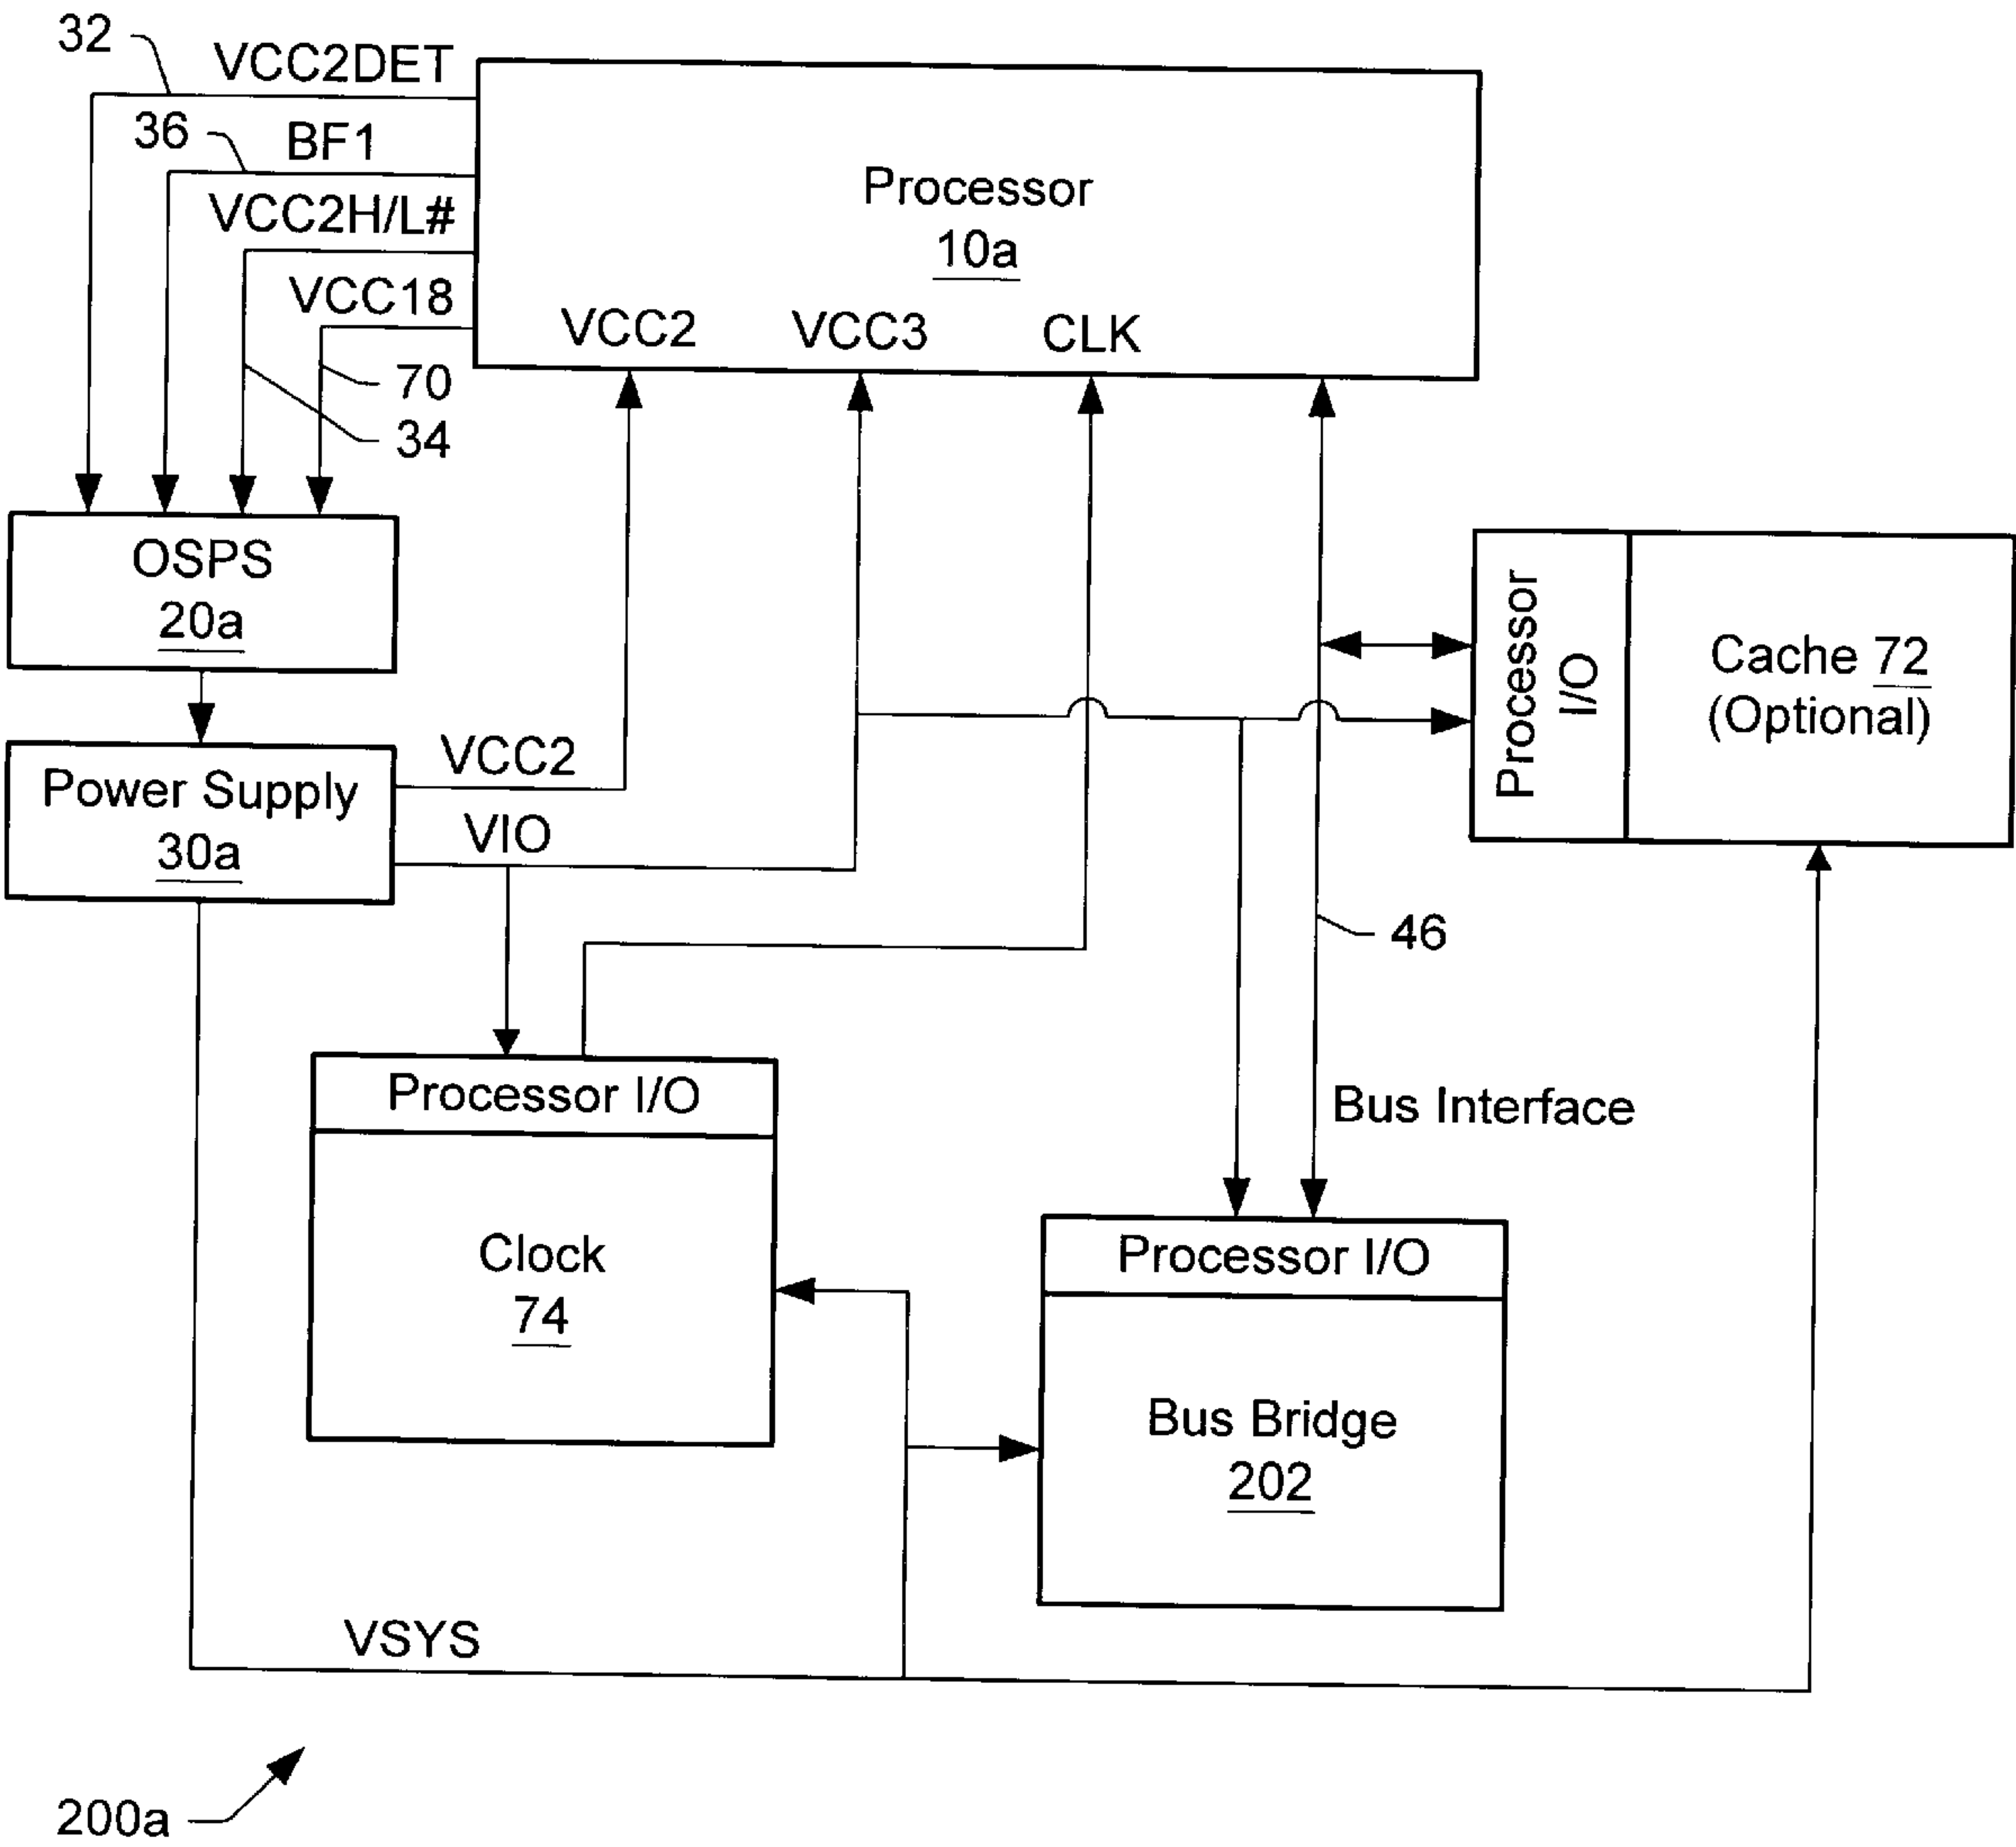 32
VCC2DET
36
BF1
VCC2H/L#
VCC18
Processor
10a
VCC2
VCC3
CLK
70
34
OSPS
20a
Processor
I/O
Cache 72
(Optional)
Power Supply
30a
VCC2
VIO
46
Processor I/O
Clock
74
Bus Interface
Processor I/O
Bus Bridge
202
VSYS
200a